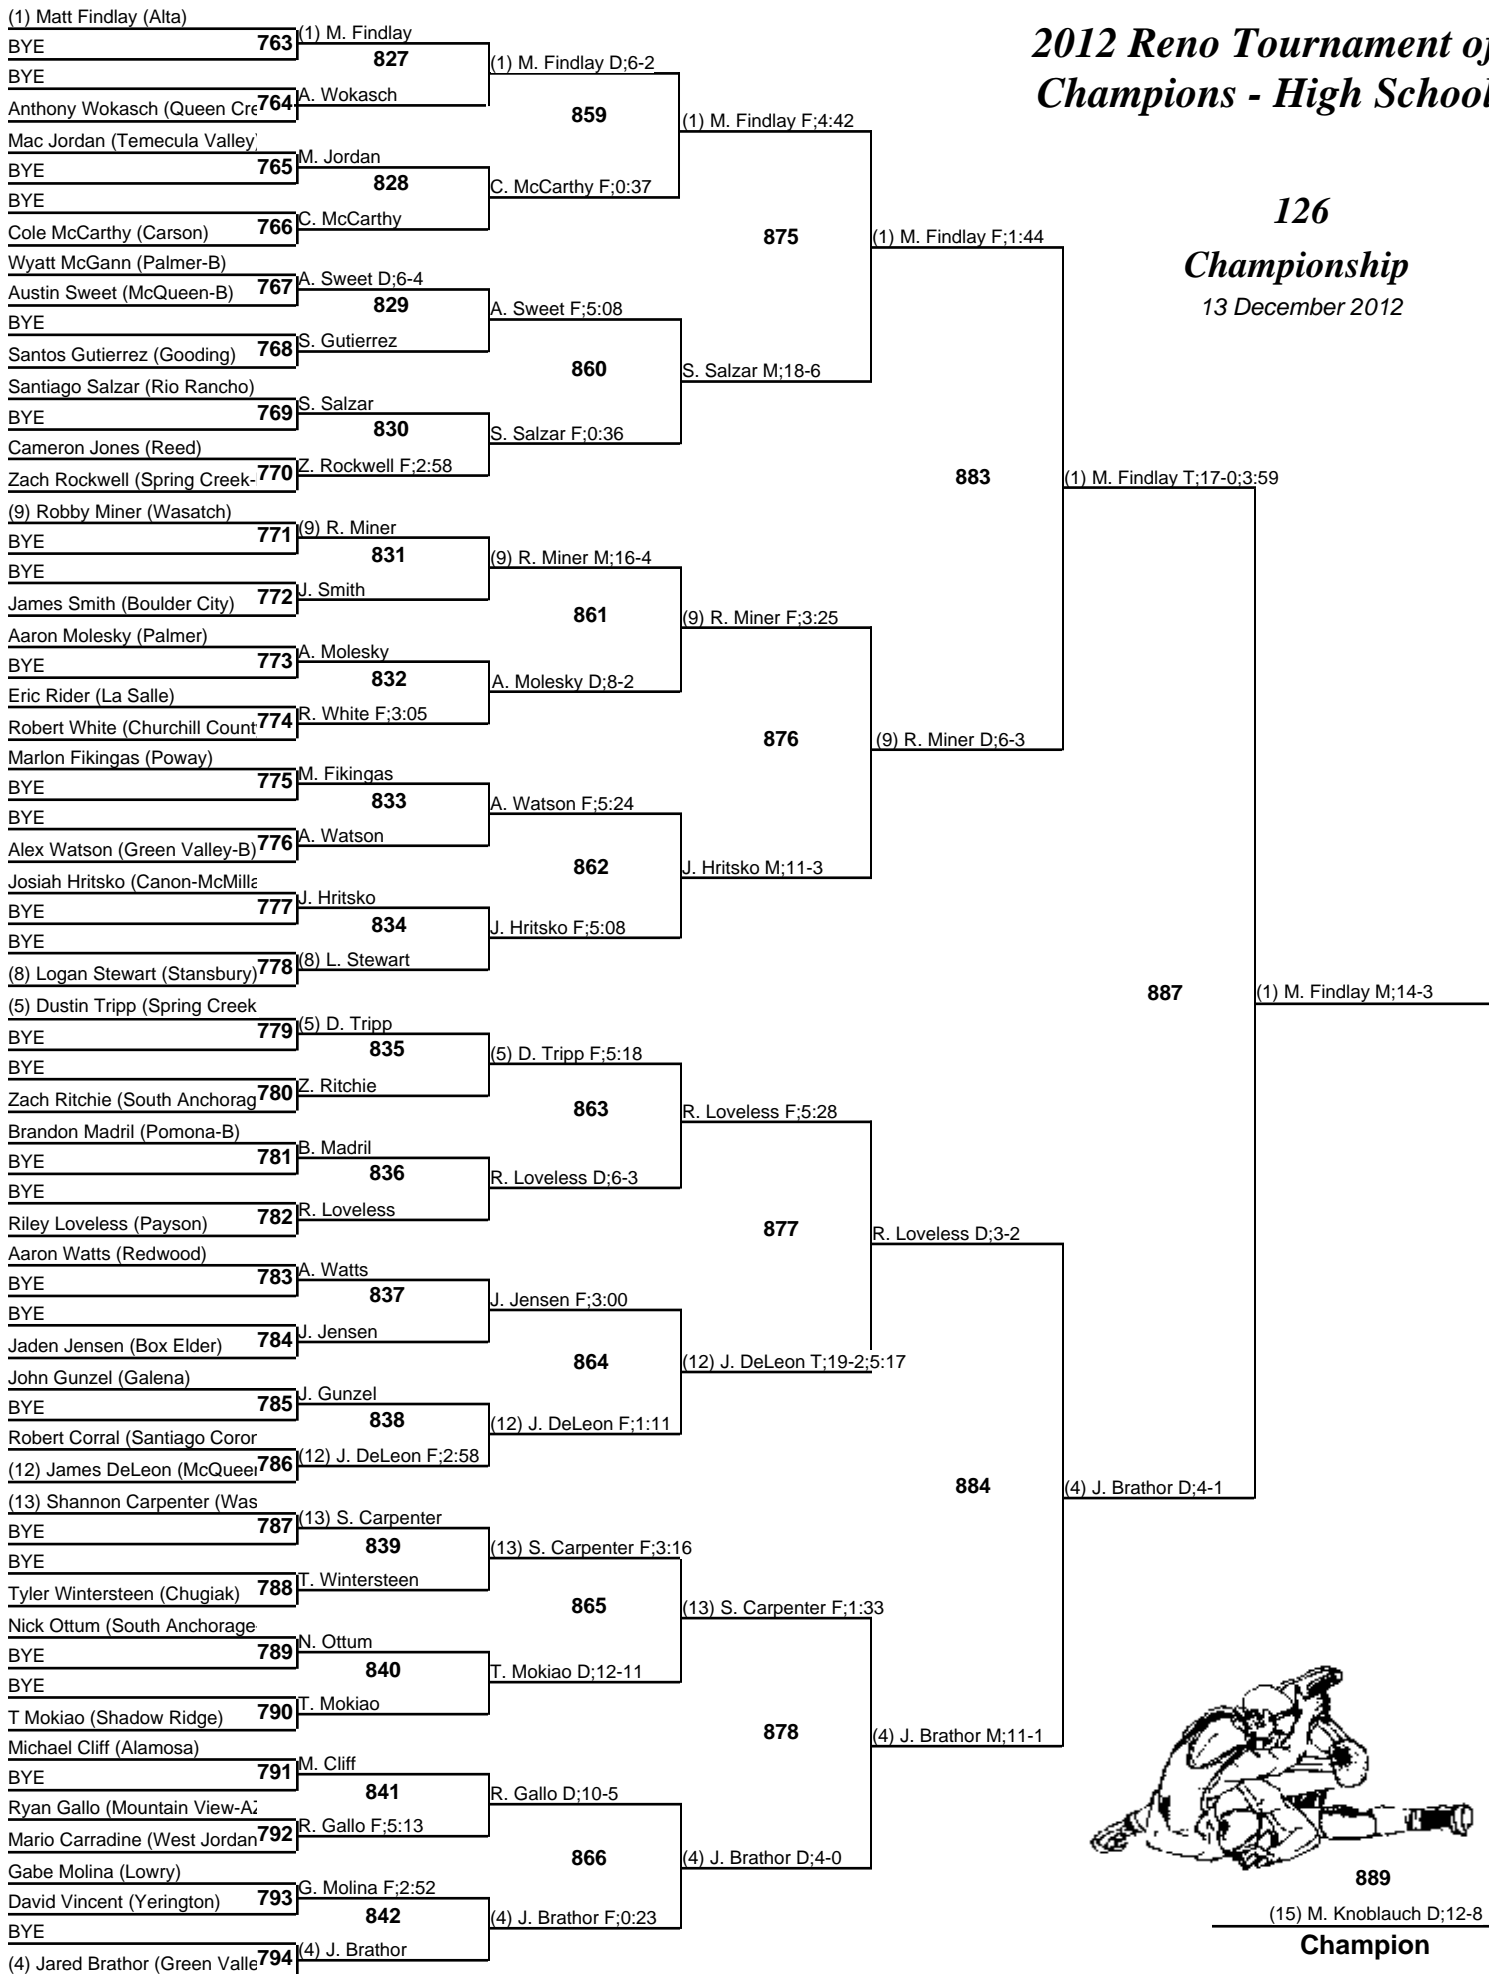 2012 Reno Tournament of
Champions - High School
126
Championship
13 December 2012
(1) Matt Findlay (Alta)
BYE
763
BYE
Anthony Wokasch (Queen Cre
764
Mac Jordan (Temecula Valley)
BYE
765
BYE
Cole McCarthy (Carson)
766
Wyatt McGann (Palmer-B)
Austin Sweet (McQueen-B)
767
BYE
Santos Gutierrez (Gooding)
768
Santiago Salzar (Rio Rancho)
BYE
769
Cameron Jones (Reed)
Zach Rockwell (Spring Creek-
770
(9) Robby Miner (Wasatch)
BYE
771
BYE
James Smith (Boulder City)
772
Aaron Molesky (Palmer)
BYE
773
Eric Rider (La Salle)
Robert White (Churchill Count
774
Marlon Fikingas (Poway)
BYE
775
BYE
Alex Watson (Green Valley-B)
776
Josiah Hritsko (Canon-McMilla
BYE
777
BYE
(8) Logan Stewart (Stansbury)
778
(5) Dustin Tripp (Spring Creek
BYE
779
BYE
Zach Ritchie (South Anchorag
780
Brandon Madril (Pomona-B)
BYE
781
BYE
Riley Loveless (Payson)
782
Aaron Watts (Redwood)
BYE
783
BYE
Jaden Jensen (Box Elder)
784
John Gunzel (Galena)
BYE
785
Robert Corral (Santiago Coror
(12) James DeLeon (McQueer
786
(13) Shannon Carpenter (Was
BYE
787
BYE
Tyler Wintersteen (Chugiak)
788
Nick Ottum (South Anchorage-
BYE
789
BYE
T Mokiao (Shadow Ridge)
790
Michael Cliff (Alamosa)
BYE
791
Ryan Gallo (Mountain View-AZ
Mario Carradine (West Jordan
792
Gabe Molina (Lowry)
David Vincent (Yerington)
793
BYE
(4) Jared Brathor (Green Valle
794
(1) M. Findlay
827
A. Wokasch
M. Jordan
828
C. McCarthy
A. Sweet D;6-4
829
S. Gutierrez
S. Salzar
830
Z. Rockwell F;2:58
(9) R. Miner
831
J. Smith
A. Molesky
832
R. White F;3:05
M. Fikingas
833
A. Watson
J. Hritsko
834
(8) L. Stewart
(5) D. Tripp
835
Z. Ritchie
B. Madril
836
R. Loveless
A. Watts
837
J. Jensen
J. Gunzel
838
(12) J. DeLeon F;2:58
(13) S. Carpenter
839
T. Wintersteen
N. Ottum
840
T. Mokiao
M. Cliff
841
R. Gallo F;5:13
G. Molina F;2:52
842
(4) J. Brathor
(1) M. Findlay D;6-2
859
C. McCarthy F;0:37
A. Sweet F;5:08
860
S. Salzar F;0:36
(9) R. Miner M;16-4
861
A. Molesky D;8-2
A. Watson F;5:24
862
J. Hritsko F;5:08
(5) D. Tripp F;5:18
863
R. Loveless D;6-3
J. Jensen F;3:00
864
(12) J. DeLeon F;1:11
(13) S. Carpenter F;3:16
865
T. Mokiao D;12-11
R. Gallo D;10-5
866
(4) J. Brathor F;0:23
(1) M. Findlay F;4:42
875
S. Salzar M;18-6
(9) R. Miner F;3:25
876
J. Hritsko M;11-3
R. Loveless F;5:28
877
(12) J. DeLeon T;19-2;5:17
(13) S. Carpenter F;1:33
878
(4) J. Brathor D;4-0
(1) M. Findlay F;1:44
883
(9) R. Miner D;6-3
R. Loveless D;3-2
884
(4) J. Brathor M;11-1
(1) M. Findlay T;17-0;3:59
887
(4) J. Brathor D;4-1
(1) M. Findlay M;14-3
889
(15) M. Knoblauch D;12-8
Champion